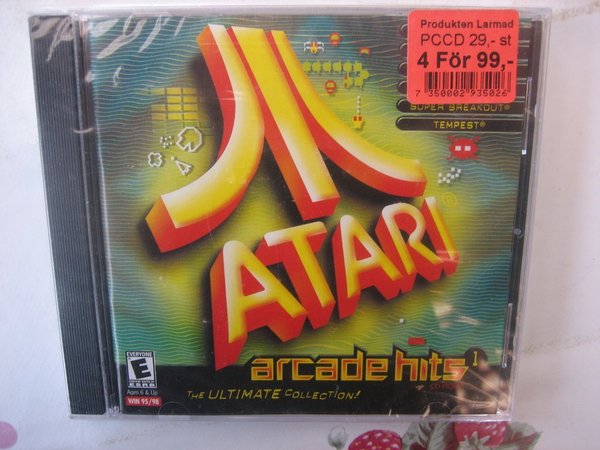 Produkten Larmad
PCCD 29,- st
4 För 99,-
7 350002 935026
SUPER BREAKOUT®
TEMPEST®
ATARI®
arcade hits 1
THE ULTIMATE COLLECTION!
EVERYONE
E
ESRB
Ages 6 & Up
WIN 95/98